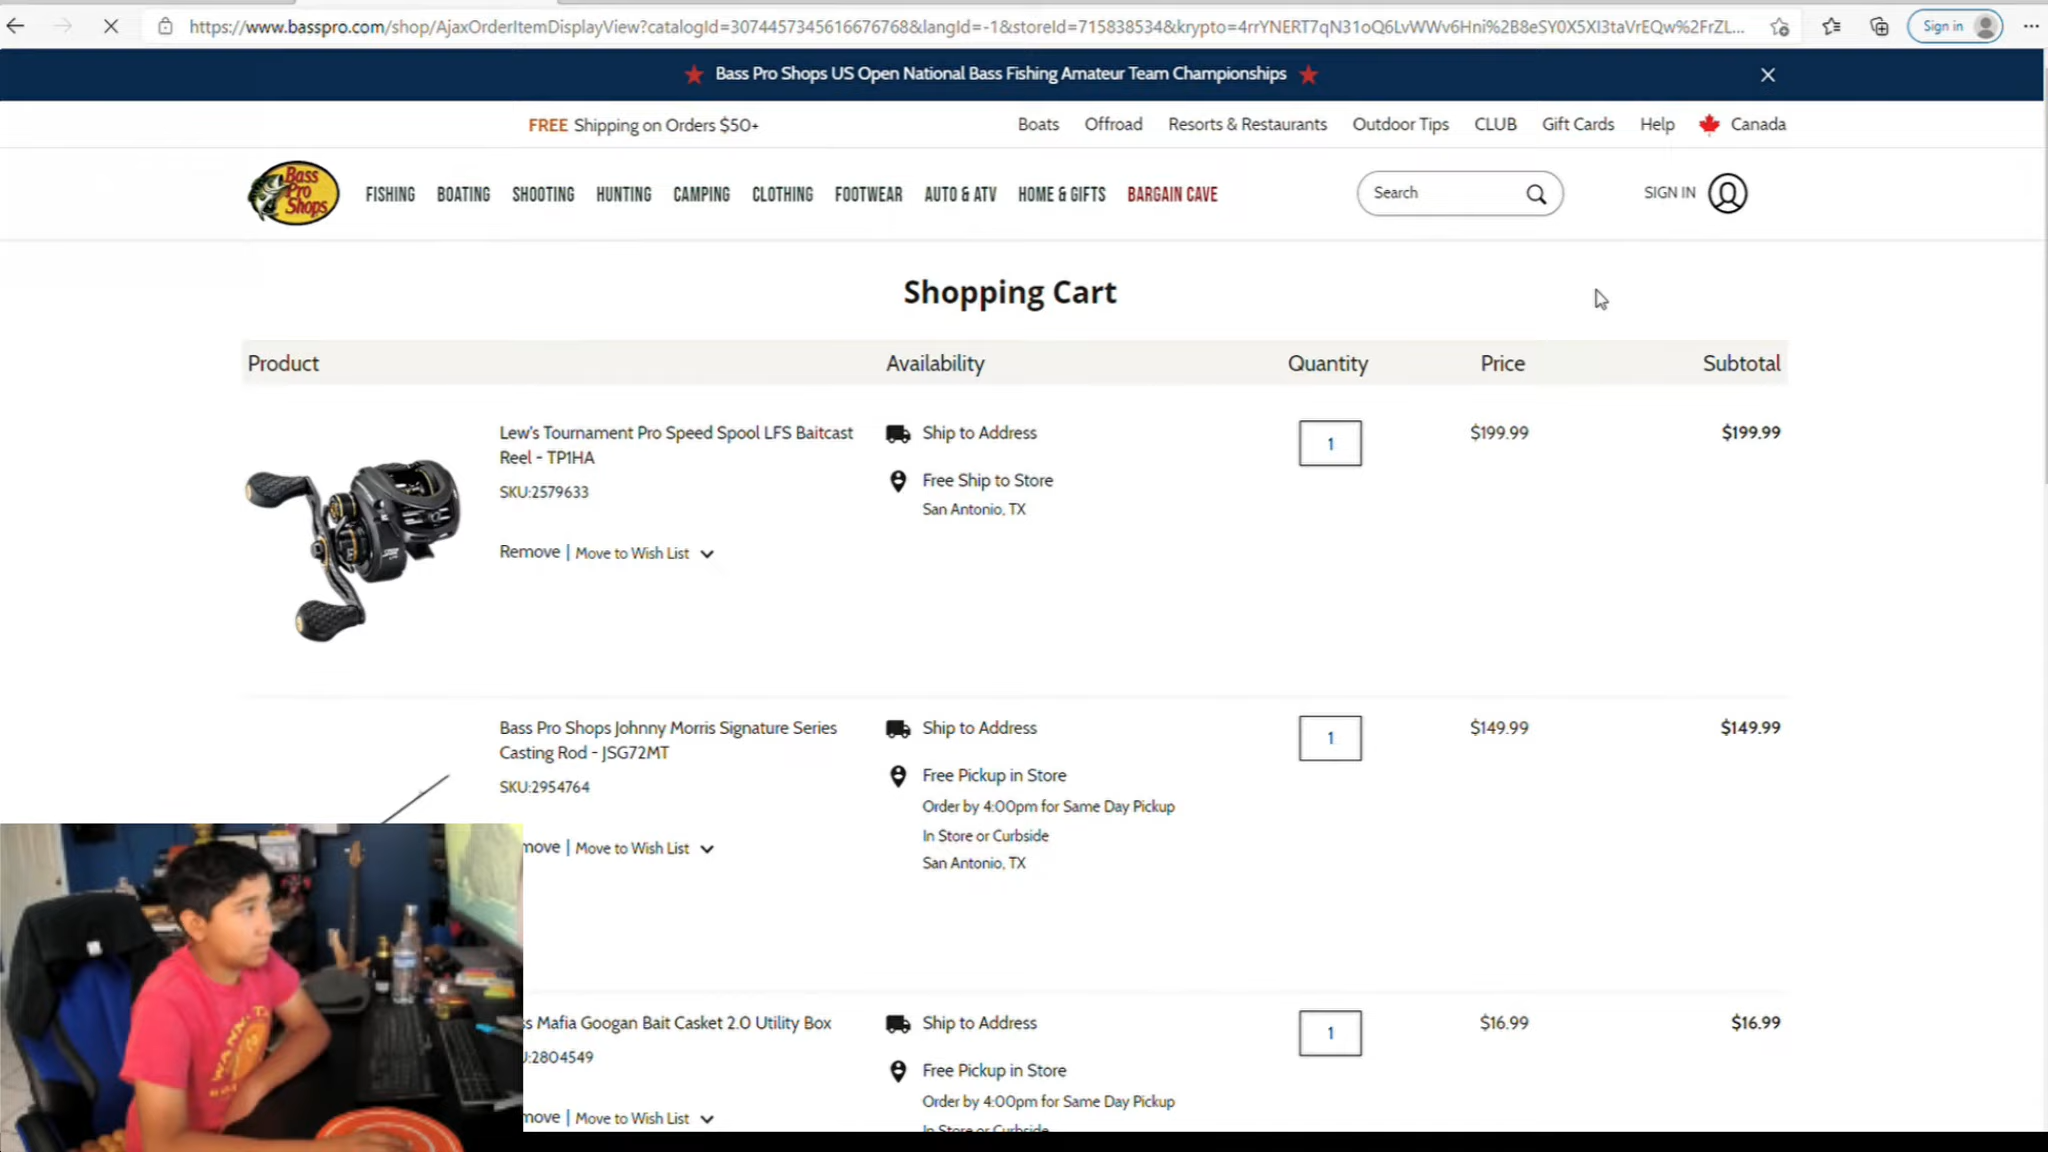 https://www.basspro.com/shop/AjaxOrderItemDisplayView?catalogId=3074457345616676768&langId=-1&storeId=715838534&krypto=4rrYNERT7qN31oQ6LvWWv6Hni%2B8eSY0X5XI3taVrEQw%2FrZL...
Sign in
Bass Pro Shops US Open National Bass Fishing Amateur Team Championships
FREE Shipping on Orders $50+
Boats Offroad Resorts & Restaurants Outdoor Tips CLUB Gift Cards Help Canada
Bass Pro Shops
FISHING BOATING SHOOTING HUNTING CAMPING CLOTHING FOOTWEAR AUTO & ATV HOME & GIFTS BARGAIN CAVE
Search
SIGN IN
Shopping Cart
Product Availability Quantity Price Subtotal
Lew's Tournament Pro Speed Spool LFS Baitcast Ship to Address 1 $199.99 $199.99
Reel - TP1HA
SKU:2579633
Free Ship to Store
San Antonio, TX
Remove | Move to Wish List
Bass Pro Shops Johnny Morris Signature Series Ship to Address 1 $149.99 $149.99
Casting Rod - JSG72MT
SKU:2954764
Free Pickup in Store
Order by 4:00pm for Same Day Pickup
In Store or Curbside
San Antonio, TX
move | Move to Wish List
ss Mafia Googan Bait Casket 2.0 Utility Box Ship to Address 1 $16.99 $16.99
U:2804549
Free Pickup in Store
Order by 4:00pm for Same Day Pickup
In Store or Curbside
move | Move to Wish List